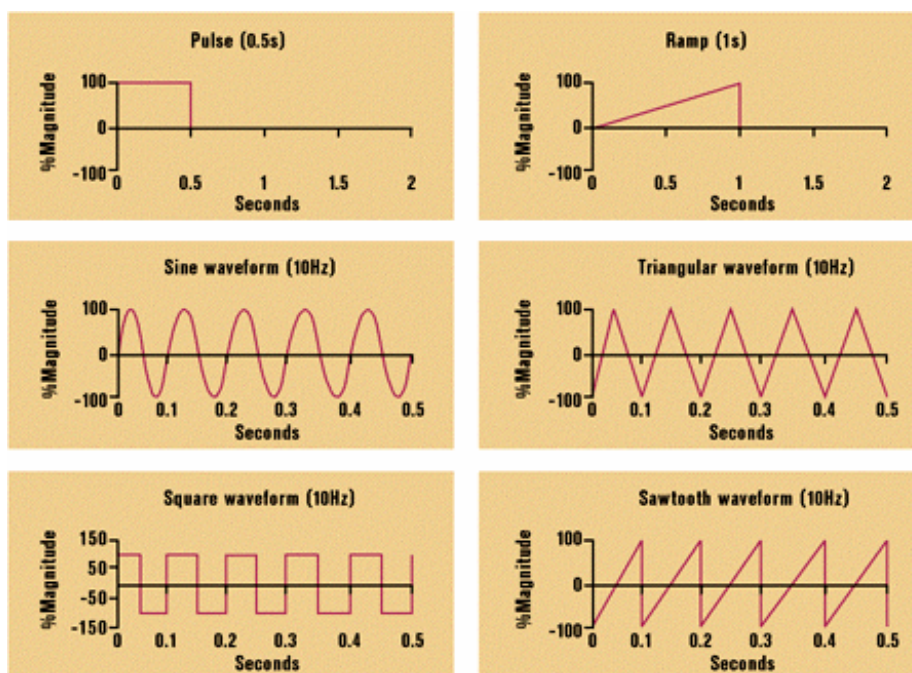 Pulse (0.5s)
%Magnitude
100
0
-100
0 0.5 1 1.5 2
Seconds
Ramp (1s)
%Magnitude
100
0
-100
0 0.5 1 1.5 2
Seconds
Sine waveform (10Hz)
%Magnitude
100
0
-100
0 0.1 0.2 0.3 0.4 0.5
Seconds
Triangular waveform (10Hz)
%Magnitude
100
0
-100
0 0.1 0.2 0.3 0.4 0.5
Seconds
Square waveform (10Hz)
%Magnitude
150
50
-50
-150
0 0.1 0.2 0.3 0.4 0.5
Seconds
Sawtooth waveform (10Hz)
%Magnitude
100
0
-100
0 0.1 0.2 0.3 0.4 0.5
Seconds